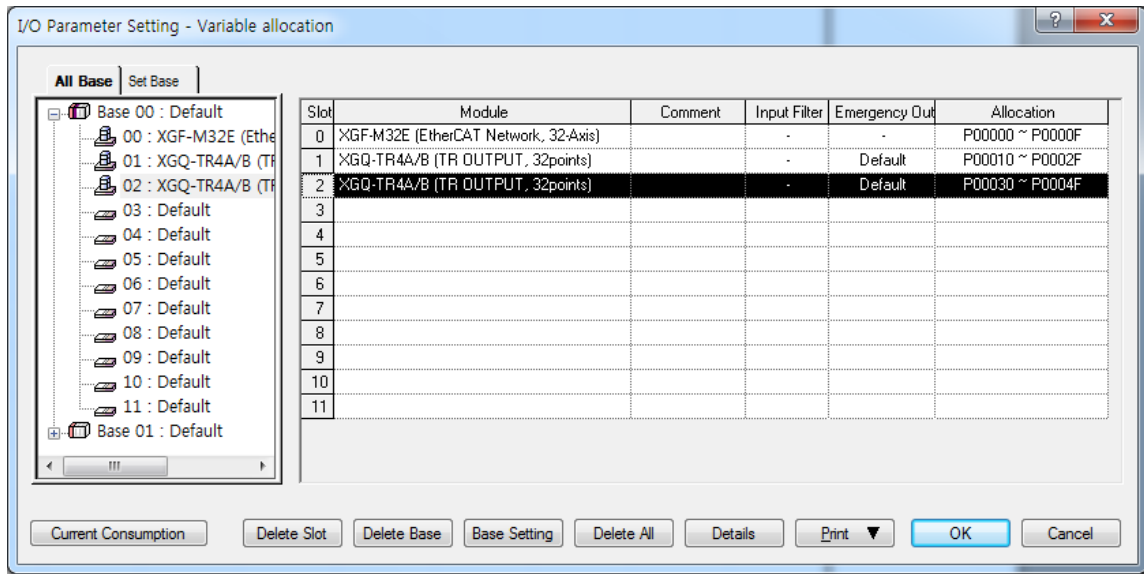 I/O Parameter Setting - Variable allocation
All Base Set Base
Base 00 : Default
00 : XGF-M32E (Ethe
01 : XGQ-TR4A/B (TF
02 : XGQ-TR4A/B (TF
03 : Default
04 : Default
05 : Default
06 : Default
07 : Default
08 : Default
09 : Default
10 : Default
11 : Default
Base 01 : Default
Slot Module Comment Input Filter Emergency Out Allocation
0 XGF-M32E (EtherCAT Network, 32-Axis) - - P00000 ~ P0000F
1 XGQ-TR4A/B (TR OUTPUT, 32points) - Default P00010 ~ P0002F
2 XGQ-TR4A/B (TR OUTPUT, 32points) - Default P00030 ~ P0004F
3
4
5
6
7
8
9
10
11
Current Consumption Delete Slot Delete Base Base Setting Delete All Details Print ▼ OK Cancel